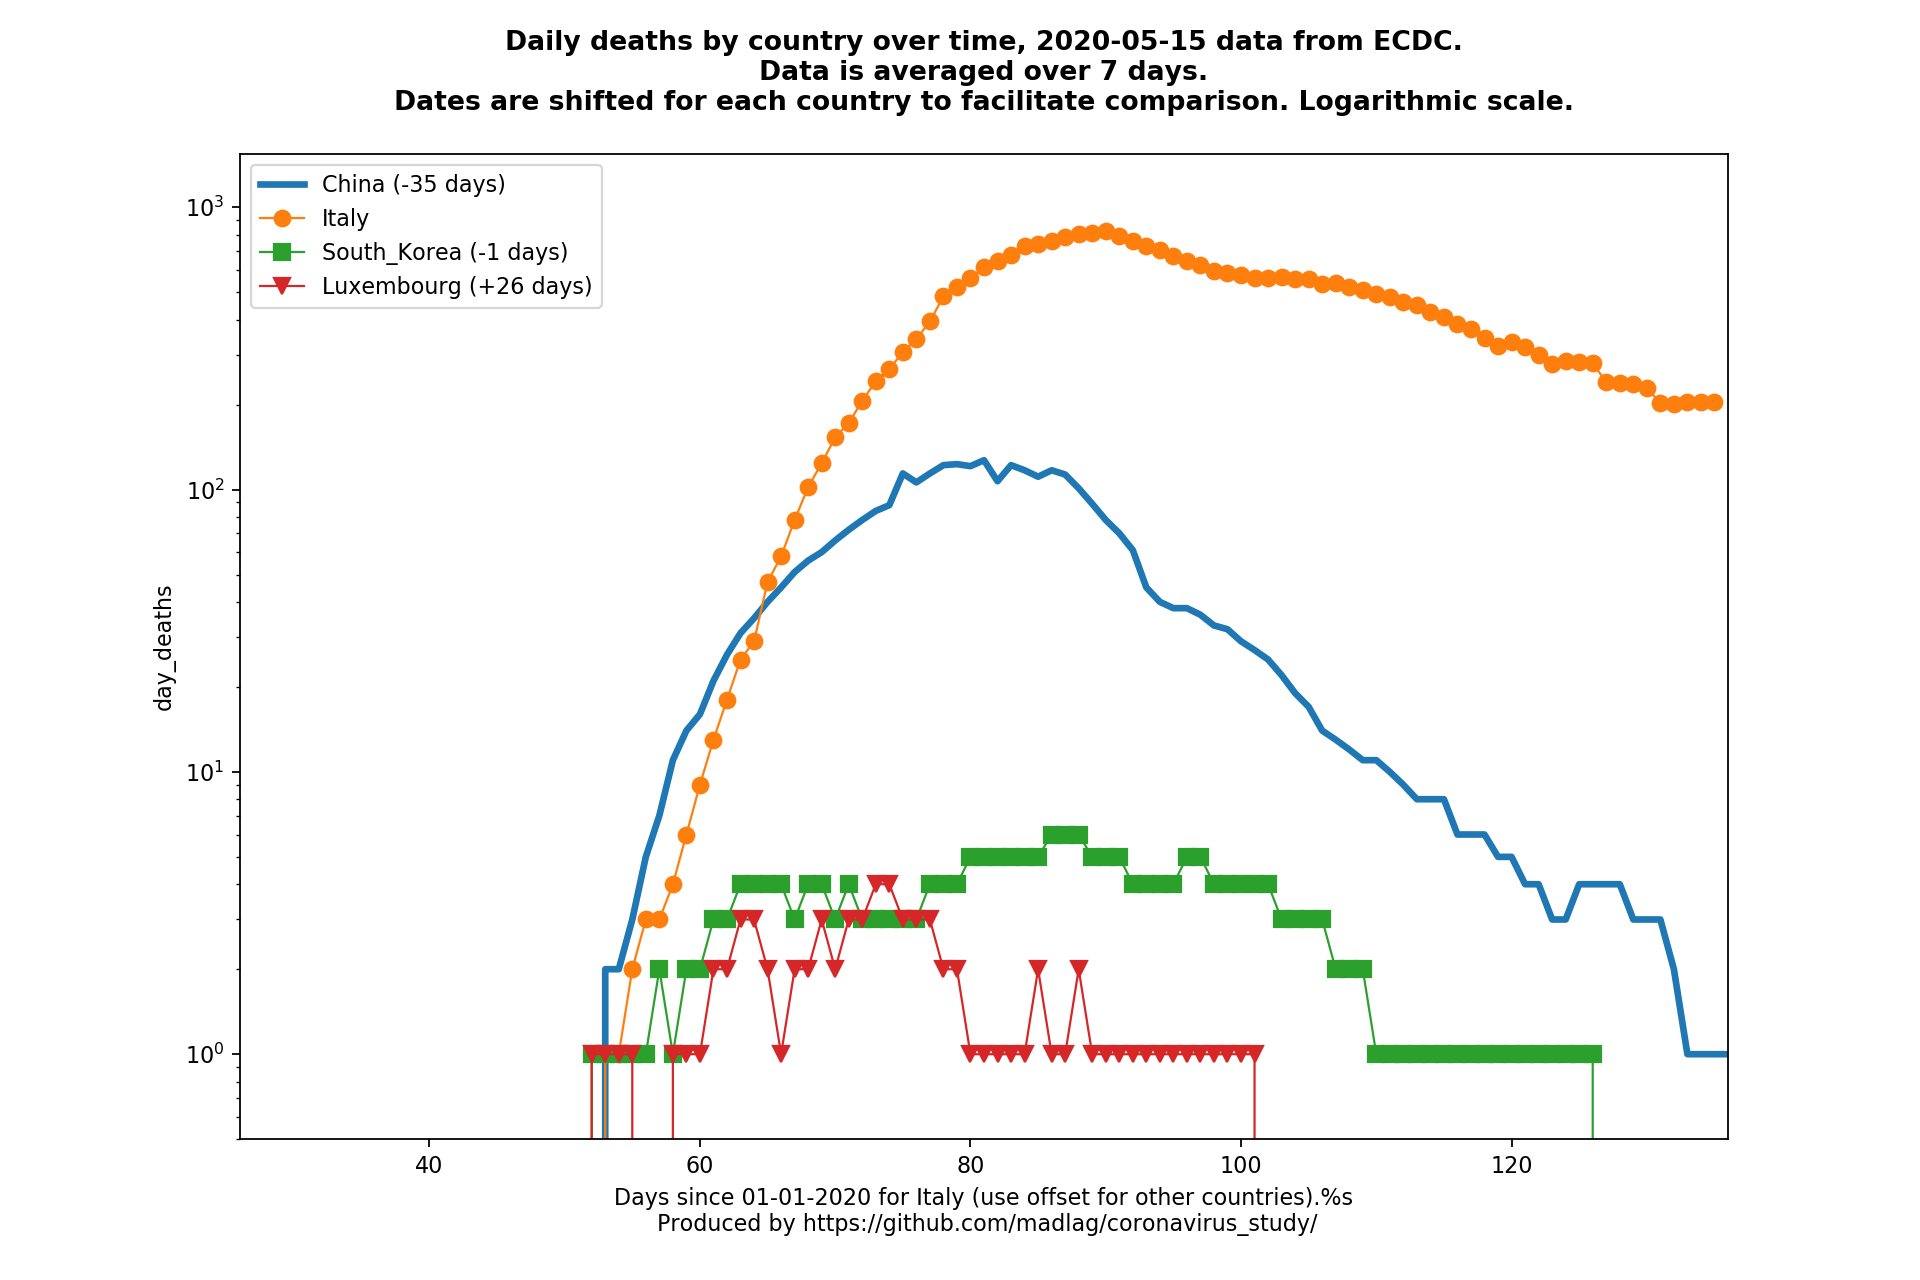 Daily deaths by country over time, 2020-05-15 data from ECDC.
Data is averaged over 7 days.
Dates are shifted for each country to facilitate comparison. Logarithmic scale.
China (-35 days)
Italy
South_Korea (-1 days)
Luxembourg (+26 days)
10³
10²
10¹
10⁰
day_deaths
40 60 80 100 120
Days since 01-01-2020 for Italy (use offset for other countries).%s
Produced by https://github.com/madlag/coronavirus_study/